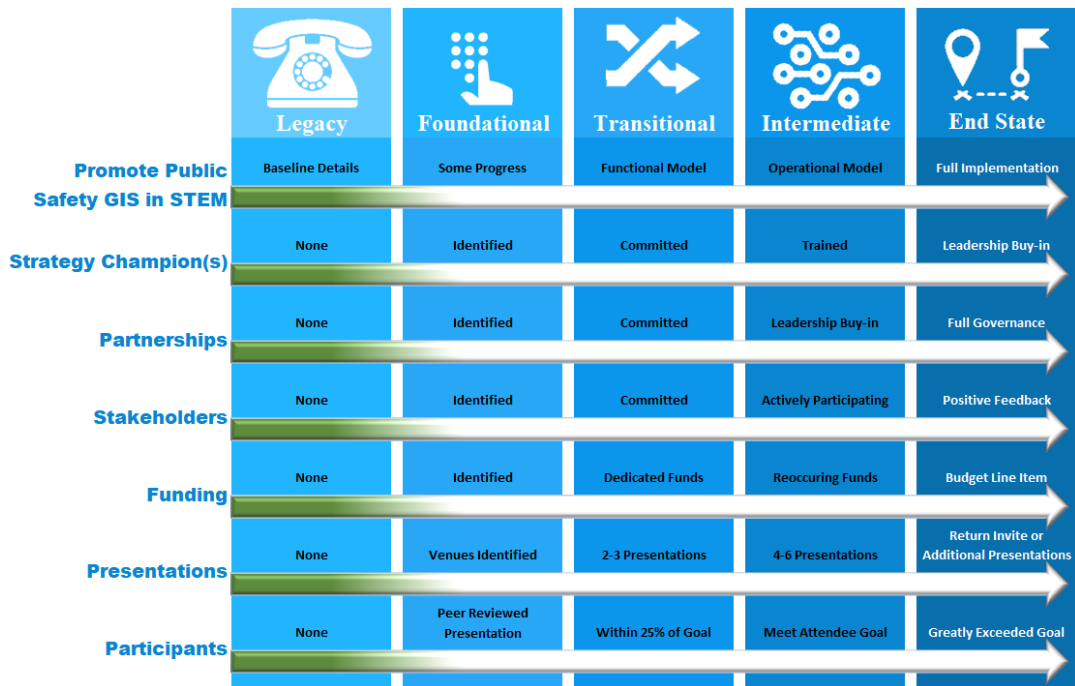 Legacy
Foundational
Transitional
Intermediate
End State
Promote Public
Safety GIS in STEM
Baseline Details
Some Progress
Functional Model
Operational Model
Full Implementation
Strategy Champion(s)
None
Identified
Committed
Trained
Leadership Buy-in
Partnerships
None
Identified
Committed
Leadership Buy-in
Full Governance
Stakeholders
None
Identified
Committed
Actively Participating
Positive Feedback
Funding
None
Identified
Dedicated Funds
Reoccuring Funds
Budget Line Item
Presentations
None
Venues Identified
2-3 Presentations
4-6 Presentations
Return Invite or
Additional Presentations
Participants
None
Peer Reviewed
Presentation
Within 25% of Goal
Meet Attendee Goal
Greatly Exceeded Goal